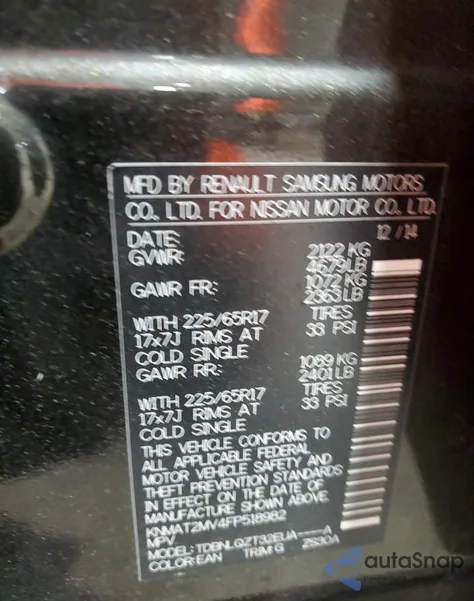 MFD BY RENAULT SAMSUNG MOTORS
CO., LTD. FOR NISSAN MOTOR CO., LTD.
DATE: 12 / 14
GVWR: 2122 KG
4679LB
GAWR FR: 1072 KG
2363LB
WITH 225/65R17 TIRES
17x7J RIMS AT 33 PSI
COLD SINGLE
GAWR RR: 1089 KG
2401LB
WITH 225/65R17 TIRES
17x7J RIMS AT 33 PSI
COLD SINGLE
THIS VEHICLE CONFORMS TO
ALL APPLICABLE FEDERAL
MOTOR VEHICLE SAFETY AND
THEFT PREVENTION STANDARDS
IN EFFECT ON THE DATE OF
MANUFACTURE SHOWN ABOVE.
KNMAT2MV4FP518982
MPV
MODEL: TDBNLQZT32EUA----A
COLOR:EAN TRIM:G 2S30A
autoSnap